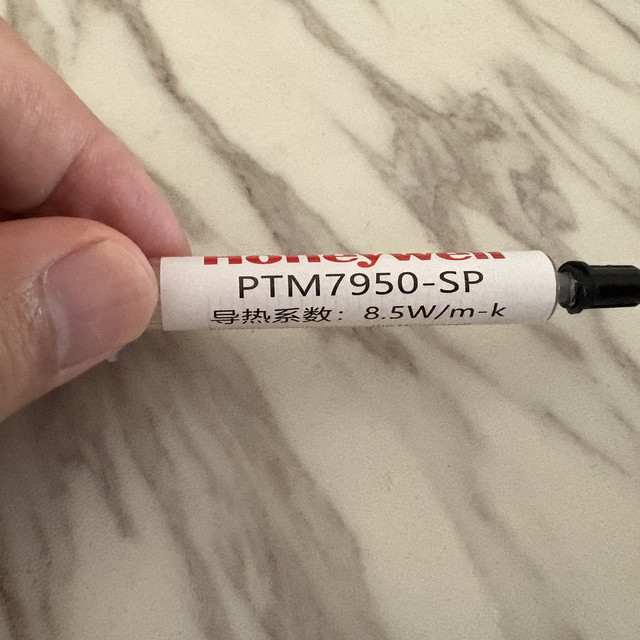 Honeywell
PTM7950-SP
导热系数：8.5W/m-k